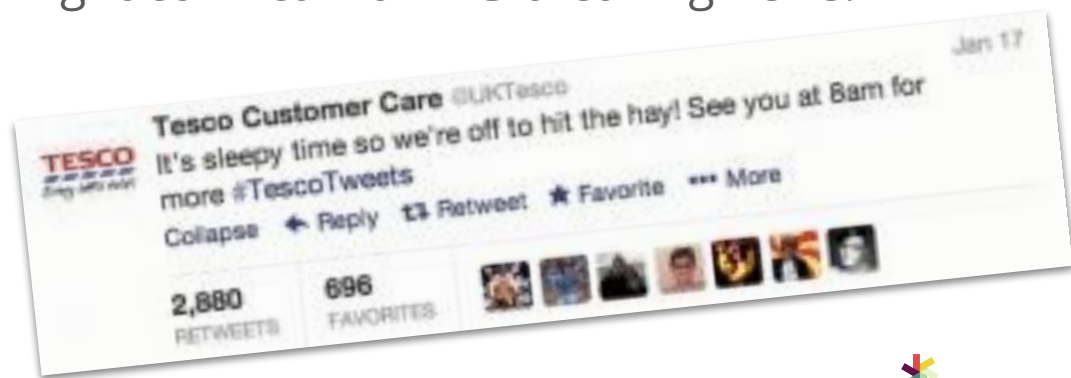 Jan 17
Tesco Customer Care @UKTesco
It's sleepy time so we're off to hit the hay! See you at 8am for
more #TescoTweets
Collapse Reply Retweet Favorite More
TESCO
2,880 696
RETWEETS FAVORITES